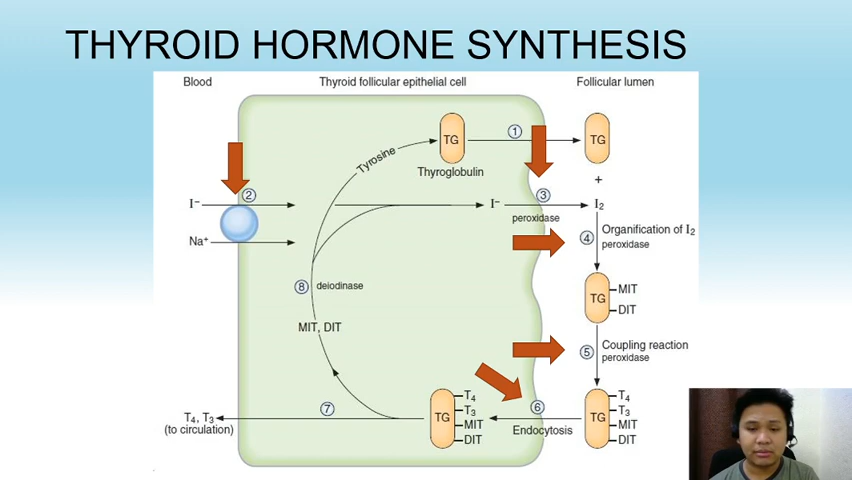 THYROID HORMONE SYNTHESIS
Blood
Thyroid follicular epithelial cell
Follicular lumen
TG
1
TG
Tyrosine
Thyroglobulin
+
2
3
I⁻
I⁻
I₂
peroxidase
Na⁺
4
Organification of I₂
peroxidase
8
deiodinase
TG
MIT
DIT
MIT, DIT
5
Coupling reaction
peroxidase
7
6
TG
T₄
T₃
MIT
DIT
TG
T₄
T₃
MIT
DIT
T₄, T₃
(to circulation)
Endocytosis